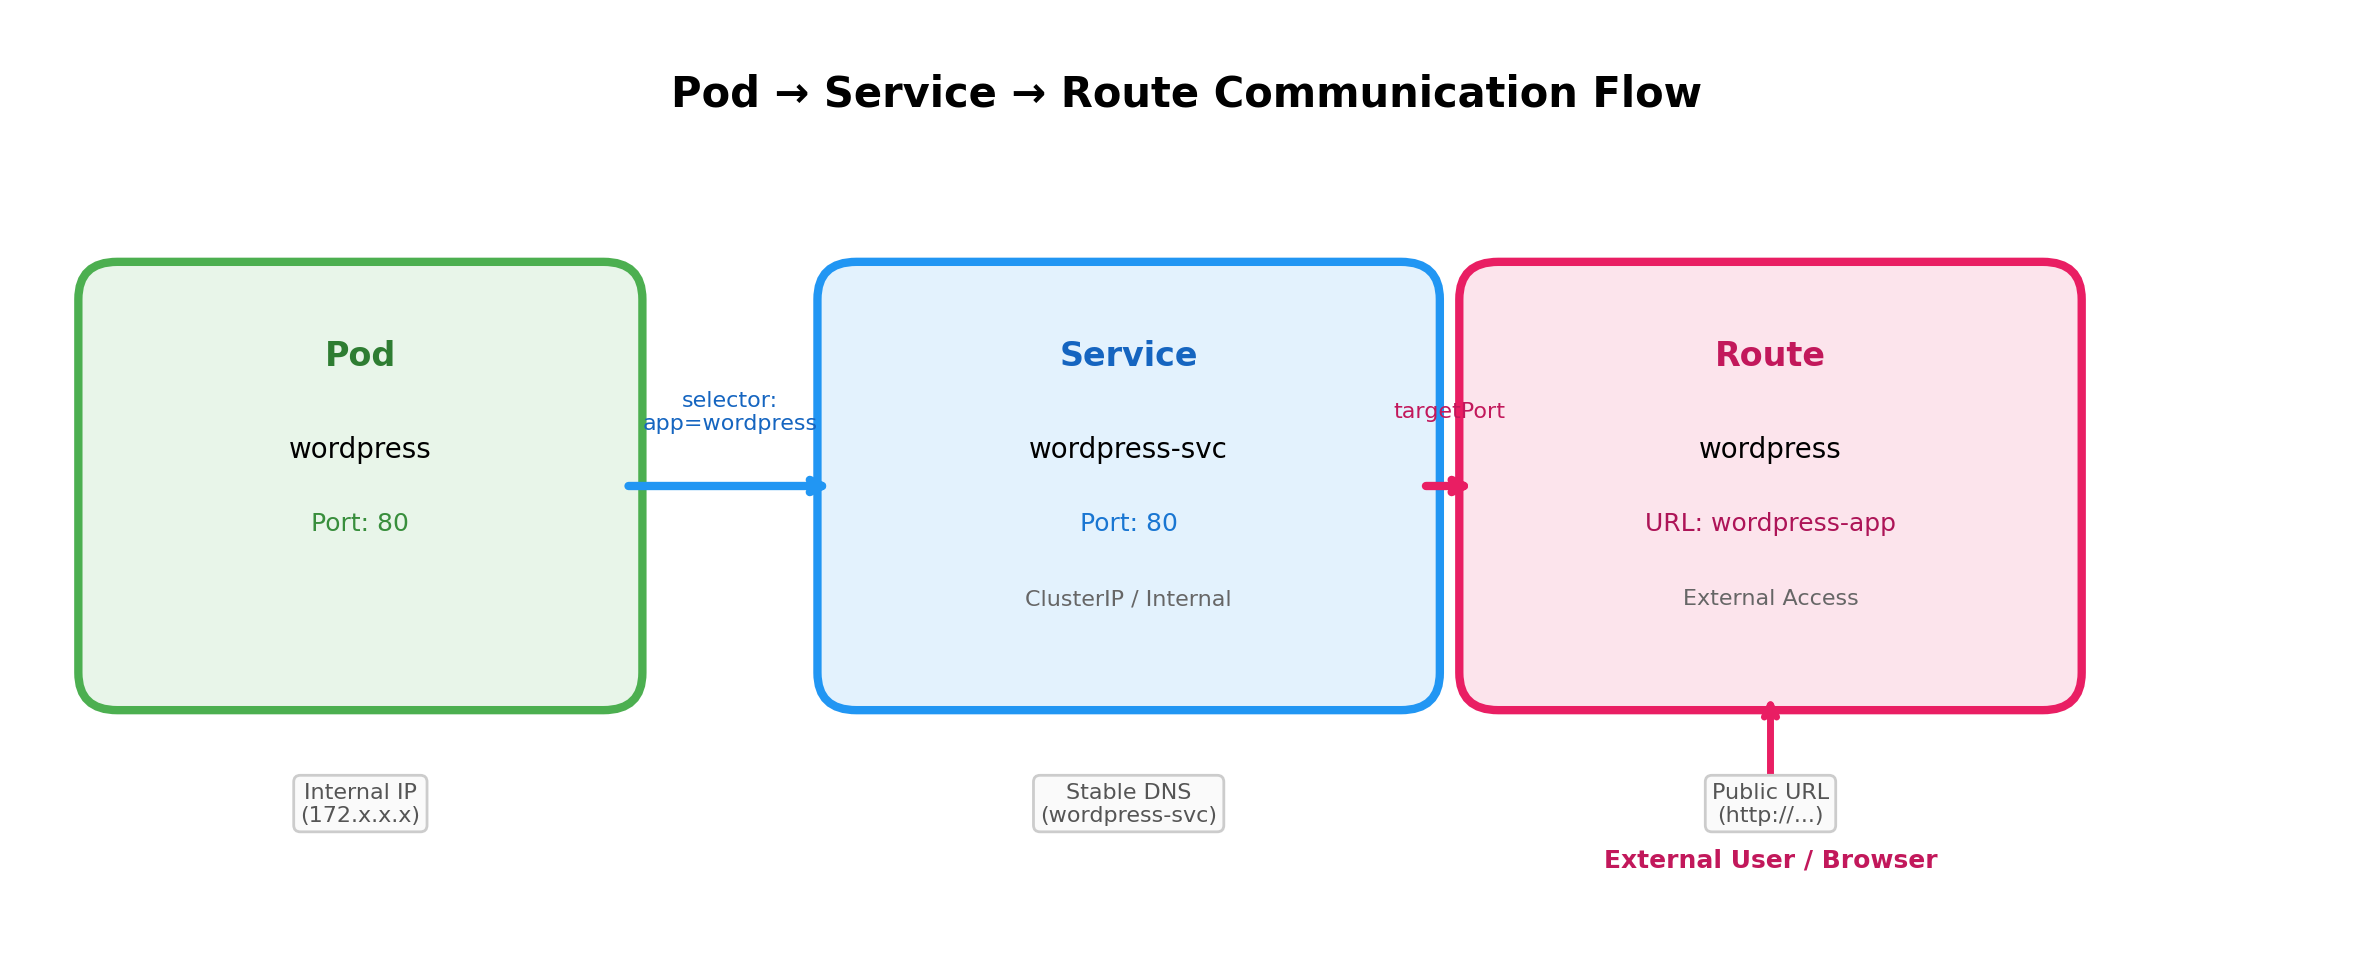 Pod → Service → Route Communication Flow
Pod
wordpress
Port: 80
selector:
app=wordpress
Service
wordpress-svc
Port: 80
ClusterIP / Internal
targetPort
Route
wordpress
URL: wordpress-app
External Access
Internal IP
(172.x.x.x)
Stable DNS
(wordpress-svc)
Public URL
(http://...)
External User / Browser